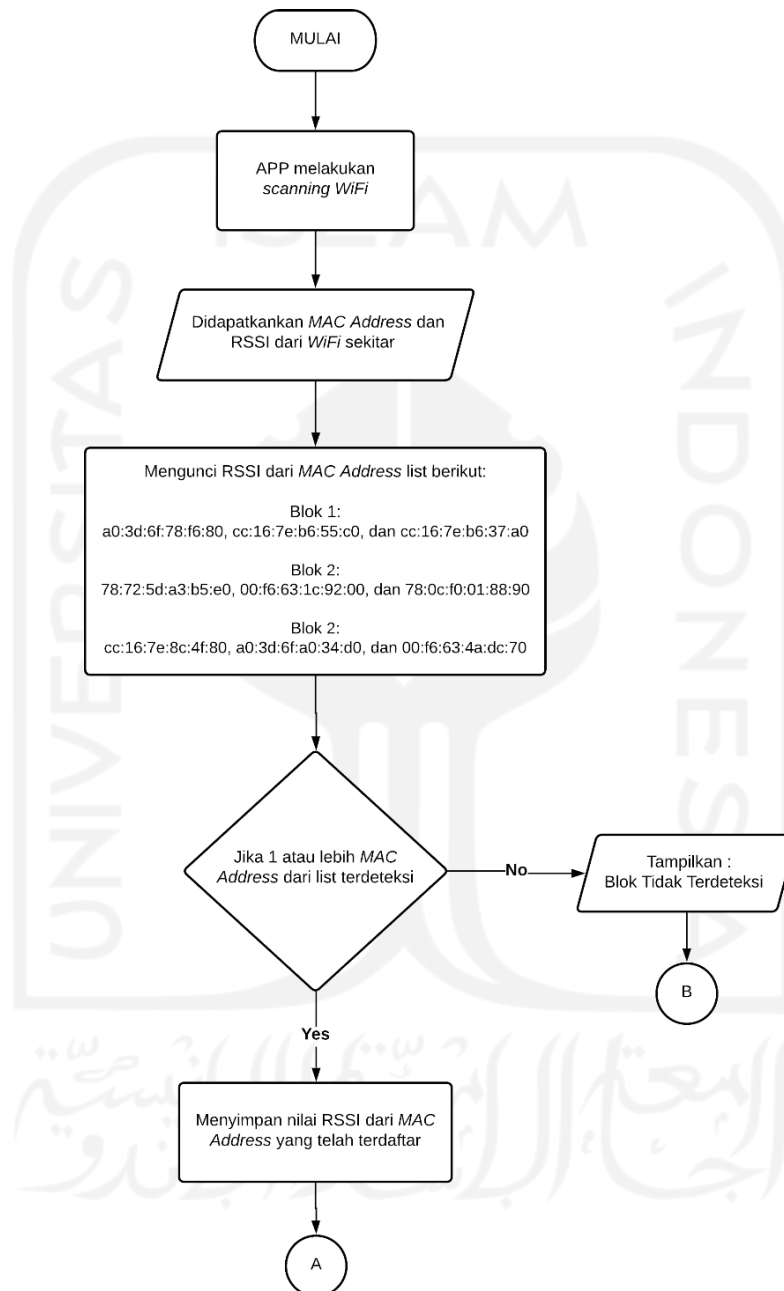 MULAI
APP melakukan
scanning WiFi
Didapatkankan MAC Address dan
RSSI dari WiFi sekitar
Mengunci RSSI dari MAC Address list berikut:
Blok 1:
a0:3d:6f:78:f6:80, cc:16:7e:b6:55:c0, dan cc:16:7e:b6:37:a0
Blok 2:
78:72:5d:a3:b5:e0, 00:f6:63:1c:92:00, dan 78:0c:f0:01:88:90
Blok 2:
cc:16:7e:8c:4f:80, a0:3d:6f:a0:34:d0, dan 00:f6:63:4a:dc:70
Jika 1 atau lebih MAC
Address dari list terdeteksi
No
Tampilkan :
Blok Tidak Terdeteksi
B
Yes
Menyimpan nilai RSSI dari MAC
Address yang telah terdaftar
A
UNIVERSITAS
ISLAM
INDONESIA